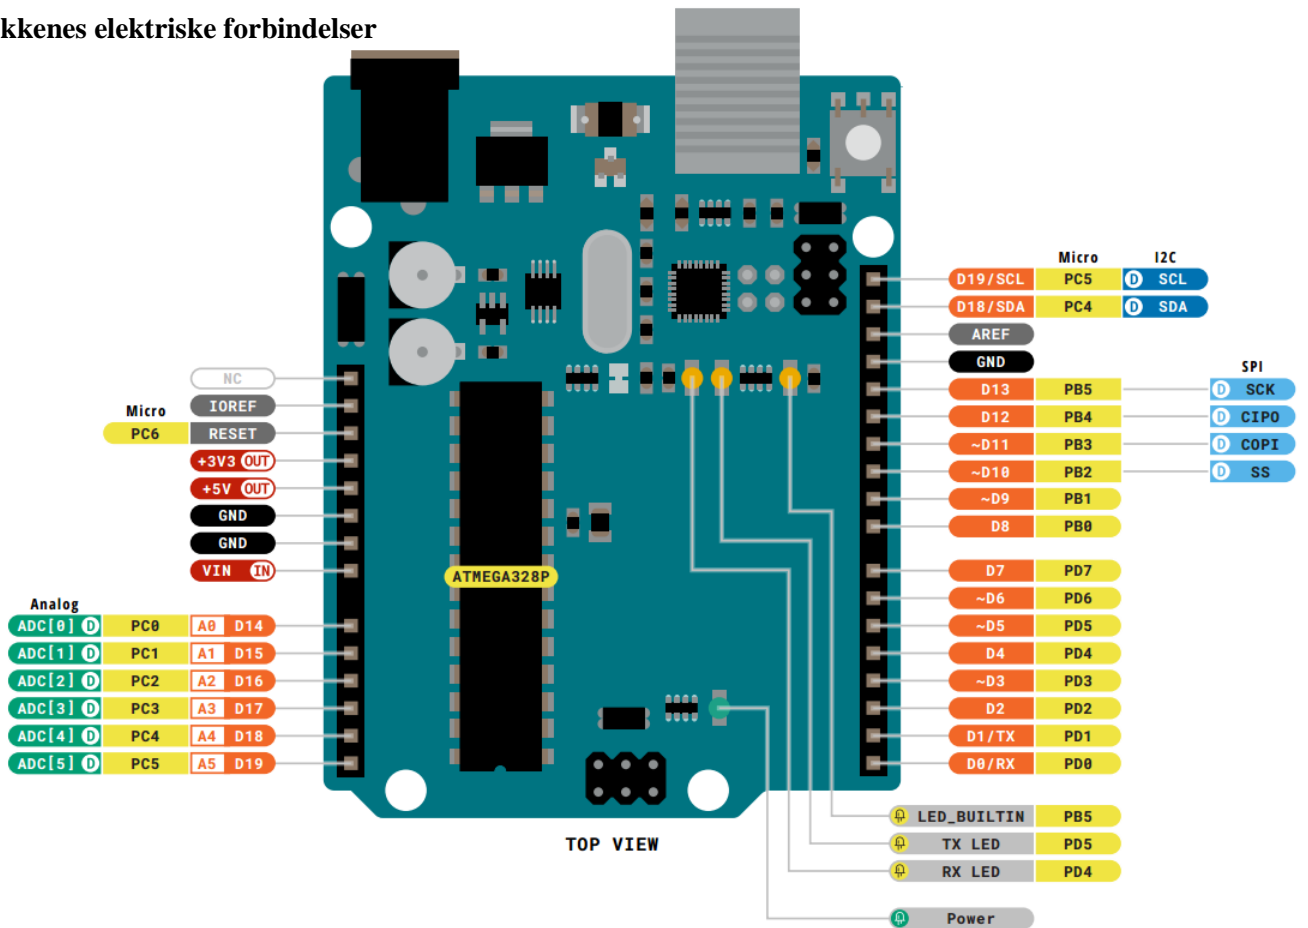 kkenes elektriske forbindelser
Micro I2C
D19/SCL PC5 D SCL
D18/SDA PC4 D SDA
AREF
GND
SPI
D13 PB5 D SCK
D12 PB4 D CIPO
~D11 PB3 D COPI
~D10 PB2 D SS
~D9 PB1
D8 PB0
D7 PD7
~D6 PD6
~D5 PD5
D4 PD4
~D3 PD3
D2 PD2
D1/TX PD1
D0/RX PD0
NC
IOREF
Micro
PC6 RESET
+3V3 OUT
+5V OUT
GND
GND
VIN IN
Analog
ADC[0] D PC0 A0 D14
ADC[1] D PC1 A1 D15
ADC[2] D PC2 A2 D16
ADC[3] D PC3 A3 D17
ADC[4] D PC4 A4 D18
ADC[5] D PC5 A5 D19
ATMEGA328P
TOP VIEW
LED_BUILTIN PB5
TX LED PD5
RX LED PD4
Power